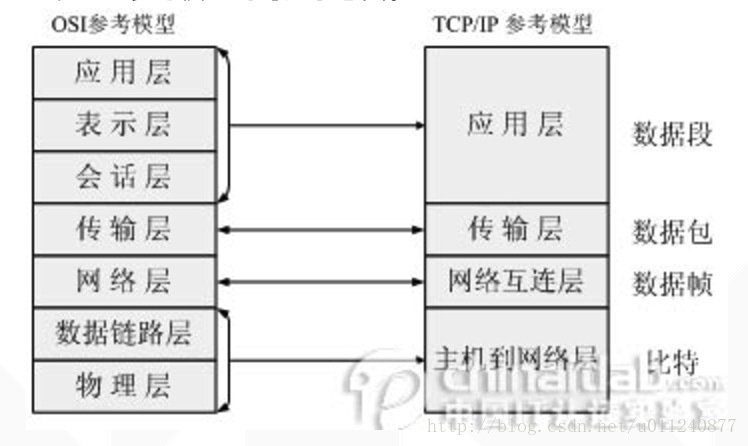 OSI参考模型
TCP/IP 参考模型
应用层
表示层
会话层
传输层
网络层
数据链路层
物理层
应用层
传输层
网络互连层
主机到网络层
数据段
数据包
数据帧
比特
chinaitlab.com
http://blog.csdn.net/u011240877